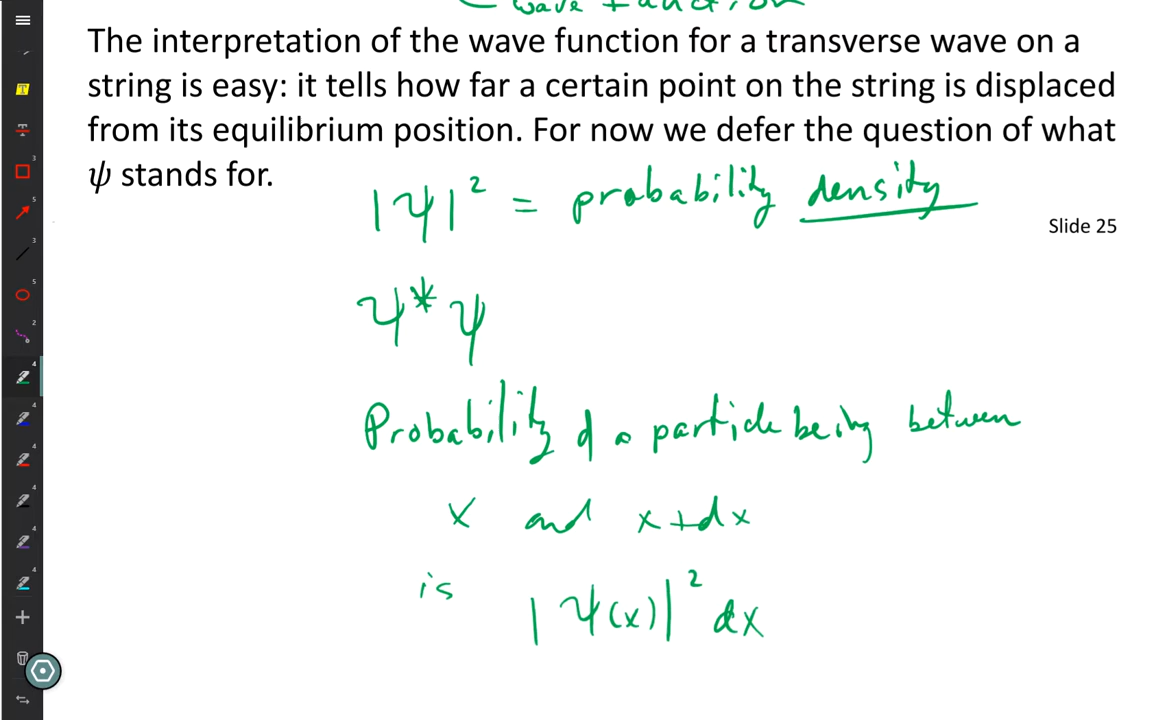 wave function
The interpretation of the wave function for a transverse wave on a
string is easy: it tells how far a certain point on the string is displaced
from its equilibrium position. For now we defer the question of what
ψ stands for.
|ψ|² = probability density
Slide 25
ψ*ψ
Probability of a particle being between
x and x+dx
is |ψ(x)|² dx